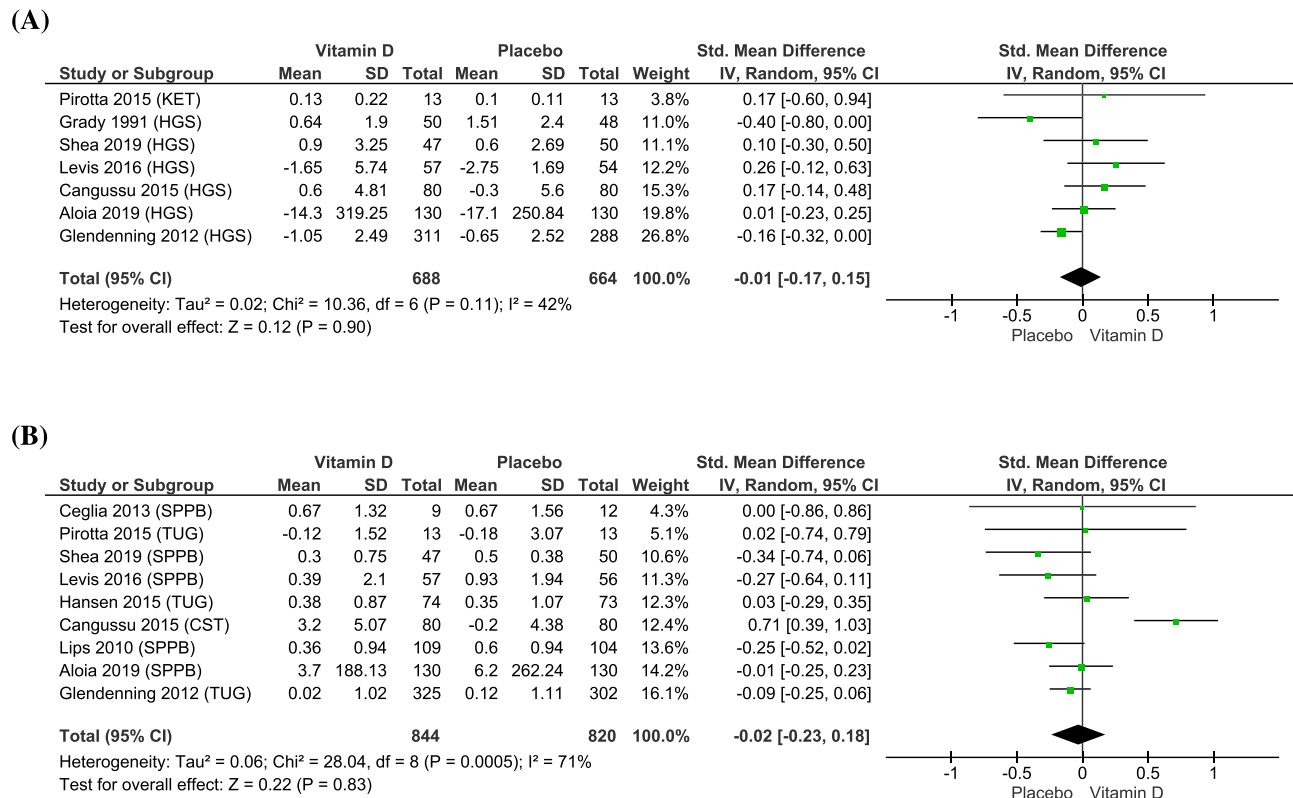 (A)
Vitamin D Placebo Std. Mean Difference Std. Mean Difference
Study or Subgroup Mean SD Total Mean SD Total Weight IV, Random, 95% CI IV, Random, 95% CI
Pirotta 2015 (KET) 0.13 0.22 13 0.1 0.11 13 3.8% 0.17 [-0.60, 0.94]
Grady 1991 (HGS) 0.64 1.9 50 1.51 2.4 48 11.0% -0.40 [-0.80, 0.00]
Shea 2019 (HGS) 0.9 3.25 47 0.6 2.69 50 11.1% 0.10 [-0.30, 0.50]
Levis 2016 (HGS) -1.65 5.74 57 -2.75 1.69 54 12.2% 0.26 [-0.12, 0.63]
Cangussu 2015 (HGS) 0.6 4.81 80 -0.3 5.6 80 15.3% 0.17 [-0.14, 0.48]
Aloia 2019 (HGS) -14.3 319.25 130 -17.1 250.84 130 19.8% 0.01 [-0.23, 0.25]
Glendenning 2012 (HGS) -1.05 2.49 311 -0.65 2.52 288 26.8% -0.16 [-0.32, 0.00]
Total (95% CI) 688 664 100.0% -0.01 [-0.17, 0.15]
Heterogeneity: Tau² = 0.02; Chi² = 10.36, df = 6 (P = 0.11); I² = 42%
Test for overall effect: Z = 0.12 (P = 0.90)
-1 -0.5 0 0.5 1
Placebo Vitamin D
(B)
Vitamin D Placebo Std. Mean Difference Std. Mean Difference
Study or Subgroup Mean SD Total Mean SD Total Weight IV, Random, 95% CI IV, Random, 95% CI
Ceglia 2013 (SPPB) 0.67 1.32 9 0.67 1.56 12 4.3% 0.00 [-0.86, 0.86]
Pirotta 2015 (TUG) -0.12 1.52 13 -0.18 3.07 13 5.1% 0.02 [-0.74, 0.79]
Shea 2019 (SPPB) 0.3 0.75 47 0.5 0.38 50 10.6% -0.34 [-0.74, 0.06]
Levis 2016 (SPPB) 0.39 2.1 57 0.93 1.94 56 11.3% -0.27 [-0.64, 0.11]
Hansen 2015 (TUG) 0.38 0.87 74 0.35 1.07 73 12.3% 0.03 [-0.29, 0.35]
Cangussu 2015 (CST) 3.2 5.07 80 -0.2 4.38 80 12.4% 0.71 [0.39, 1.03]
Lips 2010 (SPPB) 0.36 0.94 109 0.6 0.94 104 13.6% -0.25 [-0.52, 0.02]
Aloia 2019 (SPPB) 3.7 188.13 130 6.2 262.24 130 14.2% -0.01 [-0.25, 0.23]
Glendenning 2012 (TUG) 0.02 1.02 325 0.12 1.11 302 16.1% -0.09 [-0.25, 0.06]
Total (95% CI) 844 820 100.0% -0.02 [-0.23, 0.18]
Heterogeneity: Tau² = 0.06; Chi² = 28.04, df = 8 (P = 0.0005); I² = 71%
Test for overall effect: Z = 0.22 (P = 0.83)
-1 -0.5 0 0.5 1
Placebo Vitamin D